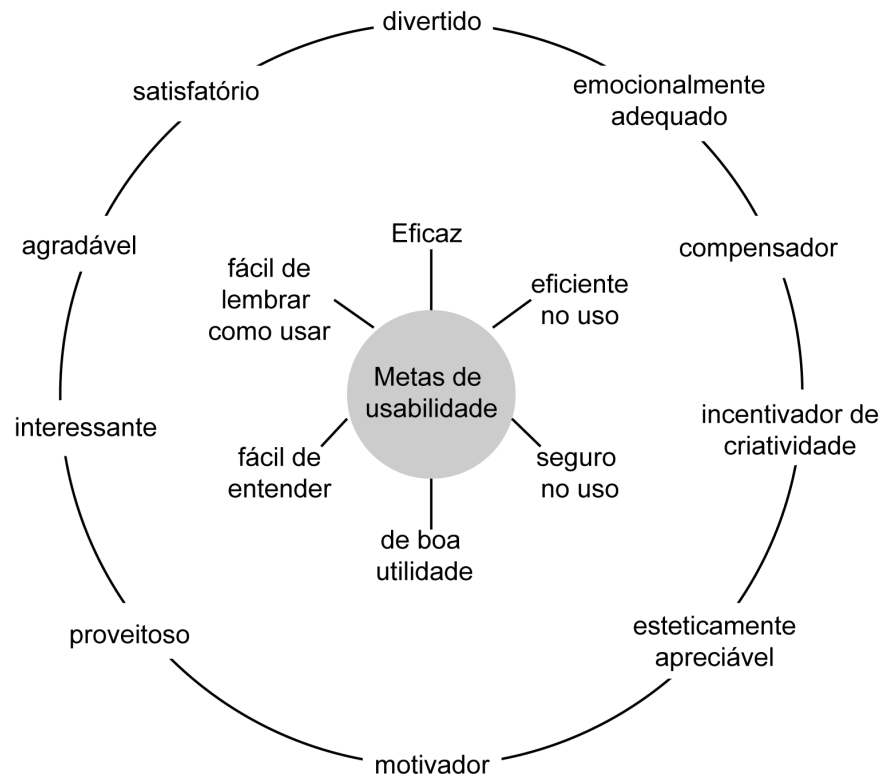 divertido
satisfatório
emocionalmente
adequado
agradável
compensador
Eficaz
fácil de
lembrar
como usar
eficiente
no uso
Metas de
usabilidade
interessante
incentivador de
criatividade
fácil de
entender
seguro
no uso
de boa
utilidade
proveitoso
esteticamente
apreciável
motivador